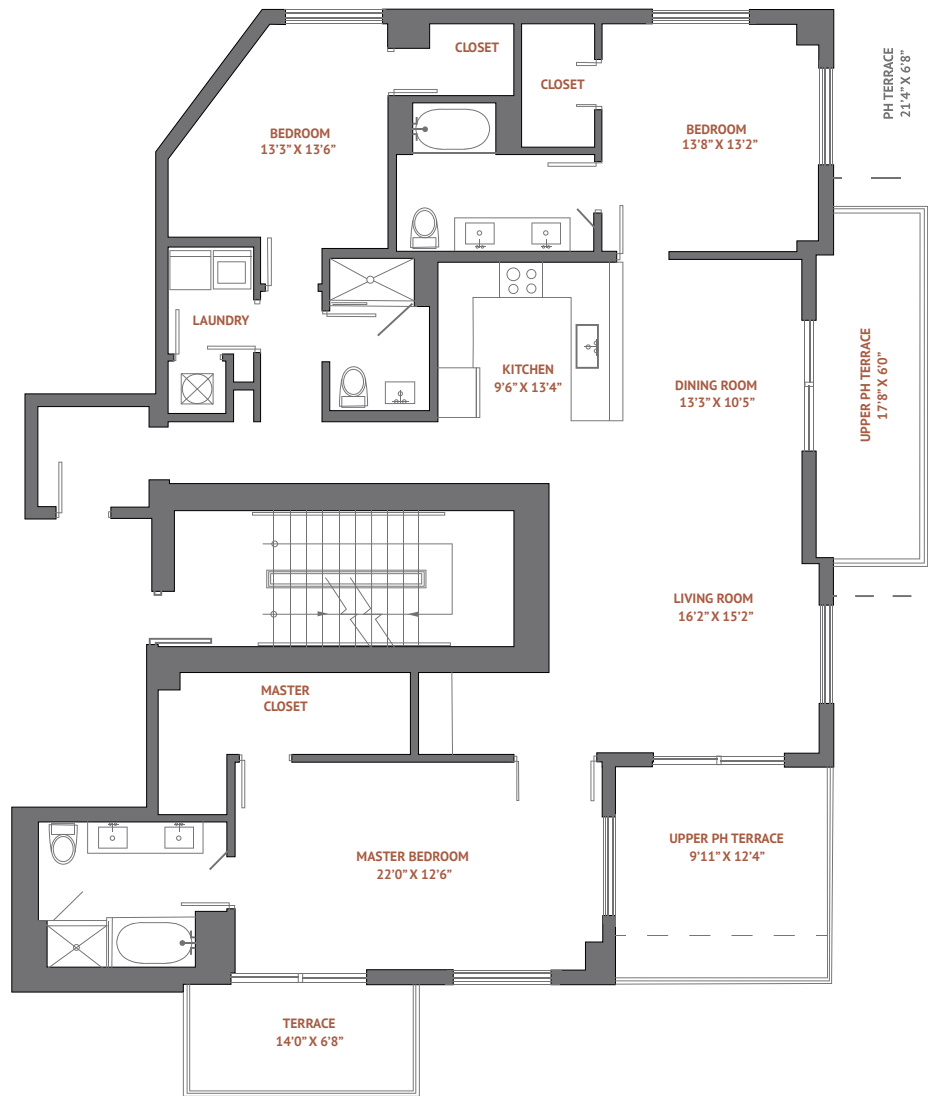 CLOSET
CLOSET
BEDROOM
13'3" X 13'6"
BEDROOM
13'8" X 13'2"
PH TERRACE
21'4" X 6'8"
LAUNDRY
KITCHEN
9'6" X 13'4"
DINING ROOM
13'3" X 10'5"
UPPER PH TERRACE
17'8" X 6'0"
LIVING ROOM
16'2" X 15'2"
MASTER
CLOSET
MASTER BEDROOM
22'0" X 12'6"
UPPER PH TERRACE
9'11" X 12'4"
TERRACE
14'0" X 6'8"